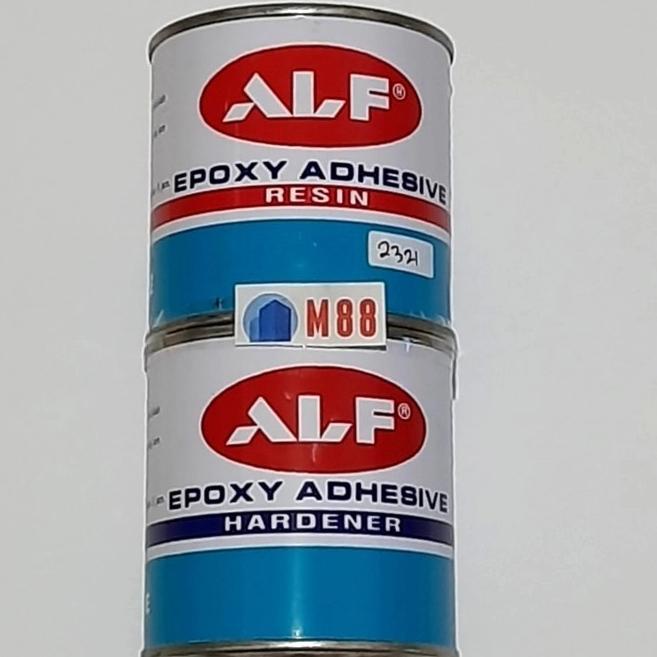 ALF®
EPOXY ADHESIVE
RESIN
2321
M88
ALF®
EPOXY ADHESIVE
HARDENER